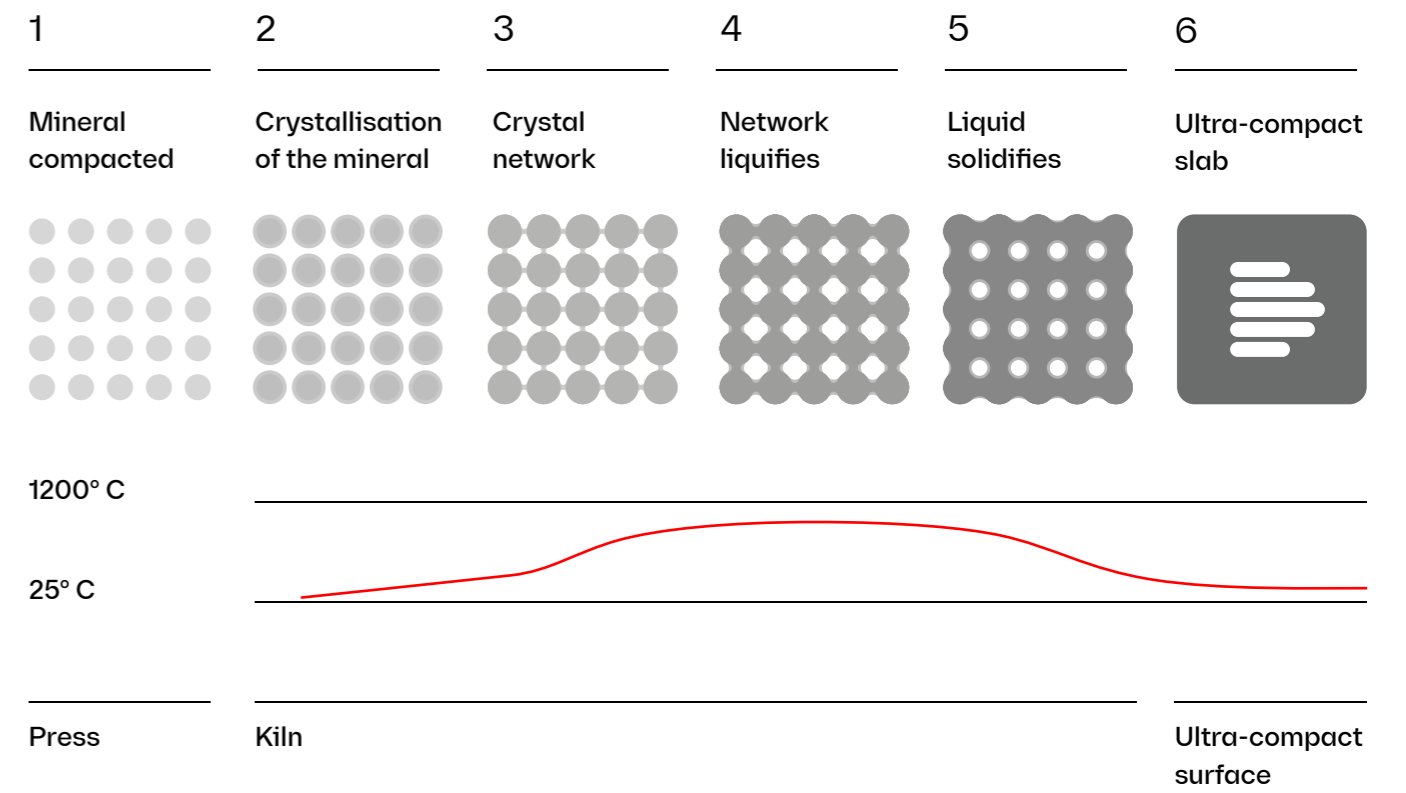 1
2
3
4
5
6
Mineral
compacted
Crystallisation
of the mineral
Crystal
network
Network
liquifies
Liquid
solidifies
Ultra-compact
slab
1200° C
25° C
Press
Kiln
Ultra-compact
surface